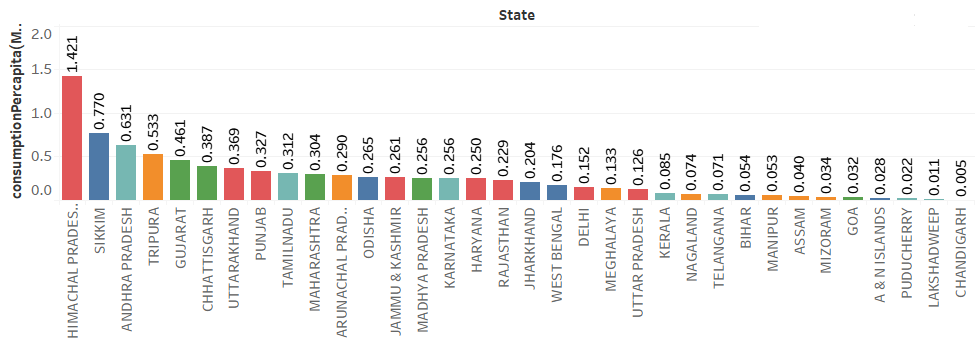 State
consumptionPercapita(M..
2.0
1.5
1.0
0.5
0.0
1.421
0.770
0.631
0.533
0.461
0.387
0.369
0.327
0.312
0.304
0.290
0.265
0.261
0.256
0.256
0.250
0.229
0.204
0.176
0.152
0.133
0.126
0.085
0.074
0.071
0.054
0.053
0.040
0.034
0.032
0.028
0.022
0.011
0.005
HIMACHAL PRADES..
SIKKIM
ANDHRA PRADESH
TRIPURA
GUJARAT
CHHATTISGARH
UTTARAKHAND
PUNJAB
TAMILNADU
MAHARASHTRA
ARUNACHAL PRAD..
ODISHA
JAMMU & KASHMIR
MADHYA PRADESH
KARNATAKA
HARYANA
RAJASTHAN
JHARKHAND
WEST BENGAL
DELHI
MEGHALAYA
UTTAR PRADESH
KERALA
NAGALAND
TELANGANA
BIHAR
MANIPUR
ASSAM
MIZORAM
GOA
A & N ISLANDS
PUDUCHERRY
LAKSHADWEEP
CHANDIGARH